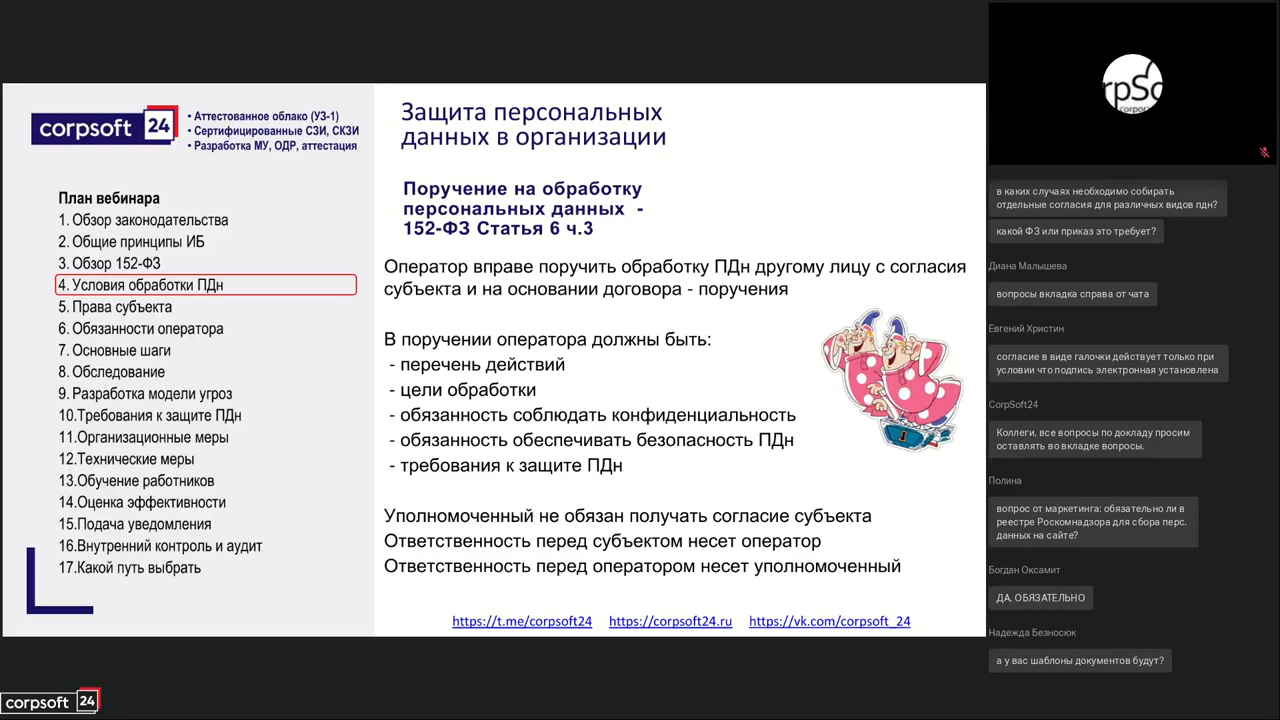 corpsoft 24
• Аттестованное облако (УЗ-1)
• Сертифицированные СЗИ, СКЗИ
• Разработка МУ, ОДР, аттестация
План вебинара
1. Обзор законодательства
2. Общие принципы ИБ
3. Обзор 152-ФЗ
4. Условия обработки ПДн
5. Права субъекта
6. Обязанности оператора
7. Основные шаги
8. Обследование
9. Разработка модели угроз
10.Требования к защите ПДн
11.Организационные меры
12.Технические меры
13.Обучение работников
14.Оценка эффективности
15.Подача уведомления
16.Внутренний контроль и аудит
17.Какой путь выбрать
Защита персональных
данных в организации
Поручение на обработку
персональных данных -
152-ФЗ Статья 6 ч.3
Оператор вправе поручить обработку ПДн другому лицу с согласия
субъекта и на основании договора - поручения
В поручении оператора должны быть:
- перечень действий
- цели обработки
- обязанность соблюдать конфиденциальность
- обязанность обеспечивать безопасность ПДн
- требования к защите ПДн
Уполномоченный не обязан получать согласие субъекта
Ответственность перед субъектом несет оператор
Ответственность перед оператором несет уполномоченный
https://t.me/corpsoft24 https://corpsoft24.ru https://vk.com/corpsoft_24
в каких случаях необходимо собирать
отдельные согласия для различных видов пдн?
какой ФЗ или приказ это требует?
Диана Малышева
вопросы вкладка справа от чата
Евгений Христин
согласие в виде галочки действует только при
условии что подпись электронная установлена
CorpSoft24
Коллеги, все вопросы по докладу просим
оставлять во вкладке вопросы.
Полина
вопрос от маркетинга: обязательно ли в
реестре Роскомнадзора для сбора перс.
данных на сайте?
Богдан Оксамит
ДА, ОБЯЗАТЕЛЬНО
Надежда Безносюк
а у вас шаблоны документов будут?
corpsoft 24